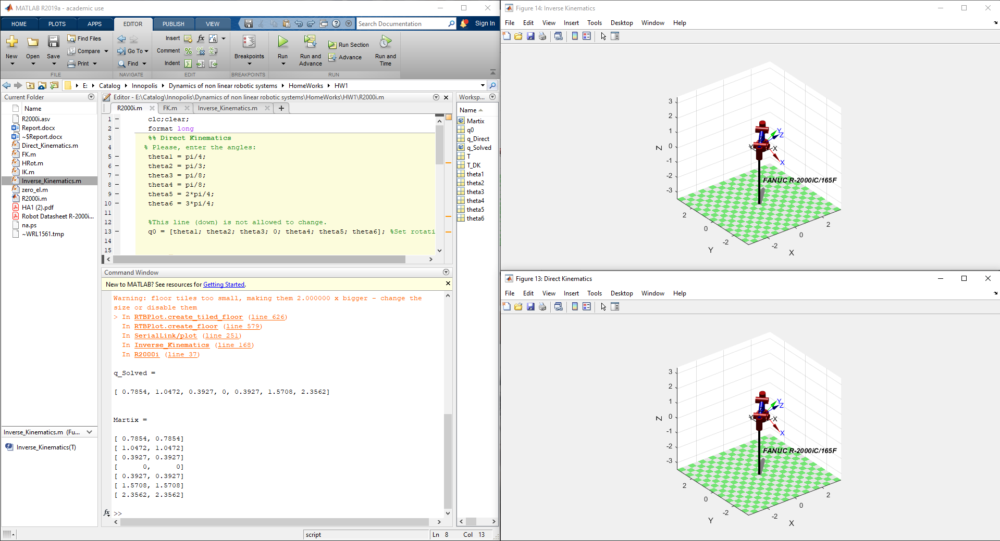 MATLAB R2019a - academic use
HOME PLOTS APPS EDITOR PUBLISH VIEW
Search Documentation
Sign In
New
Open
Save
Find Files
Compare
Print
FILE
Go To
Find
NAVIGATE
Insert
Comment
Indent
EDIT
Breakpoints
BREAKPOINTS
Run
Run and
Advance
Run Section
Advance
Run and
Time
RUN
E: Catalog Innopolis Dynamics of non linear robotic systems HomeWorks HW1
Current Folder
Name
R2000i.asv
Report.docx
~$Report.docx
Direct_Kinematics.m
FK.m
HRot.m
IK.m
Inverse_Kinematics.m
zero_el.m
R2000i.m
HA1 (2).pdf
Robot Datasheet R-2000i...
na.ps
~WRL1561.tmp
Inverse_Kinematics.m (Fu...
Inverse_Kinematics(T)
Editor - E:\Catalog\Innopolis\Dynamics of non linear robotic systems\HomeWorks\HW1\R2000i.m
R2000i.m FK.m Inverse_Kinematics.m
1 - clc;clear;
2 - format long
3 %% Direct Kinematics
4 % Please, enter the angles:
5 - theta1 = pi/4;
6 - theta2 = pi/3;
7 - theta3 = pi/8;
8 - theta4 = pi/8;
9 - theta5 = 2*pi/4;
10 - theta6 = 3*pi/4;
11
12 %This line (down) is not allowed to change.
13 - q0 = [theta1; theta2; theta3; 0; theta4; theta5; theta6]; %Set rotati
14
15
Command Window
New to MATLAB? See resources for Getting Started.
Warning: floor tiles too small, making them 2.000000 x bigger - change the
size or disable them
> In RTBPlot.create_tiled_floor (line 626)
In RTBPlot.create_floor (line 579)
In SerialLink/plot (line 251)
In Inverse_Kinematics (line 168)
In R2000i (line 37)
q_Solved =
[ 0.7854, 1.0472, 0.3927, 0, 0.3927, 1.5708, 2.3562]
Martix =
[ 0.7854, 0.7854]
[ 1.0472, 1.0472]
[ 0.3927, 0.3927]
[ 0, 0]
[ 0.3927, 0.3927]
[ 1.5708, 1.5708]
[ 2.3562, 2.3562]
fx >>
Worksp...
Name
Martix
q0
q_Direct
q_Solved
T
T_DK
theta1
theta2
theta3
theta4
theta5
theta6
script
Ln 8 Col 13
Figure 14: Inverse Kinematics
File Edit View Insert Tools Desktop Window Help
3
2
1
0
-1
-2
-3
Z
Y
Z
Y
X
X
FANUC R-2000iC/165F
2
0
-2
Y
-2
0
2
X
Figure 13: Direct Kinematics
File Edit View Insert Tools Desktop Window Help
3
2
1
0
-1
-2
-3
Z
Y
Z
Y
X
X
FANUC R-2000iC/165F
2
0
-2
Y
-2
0
2
X